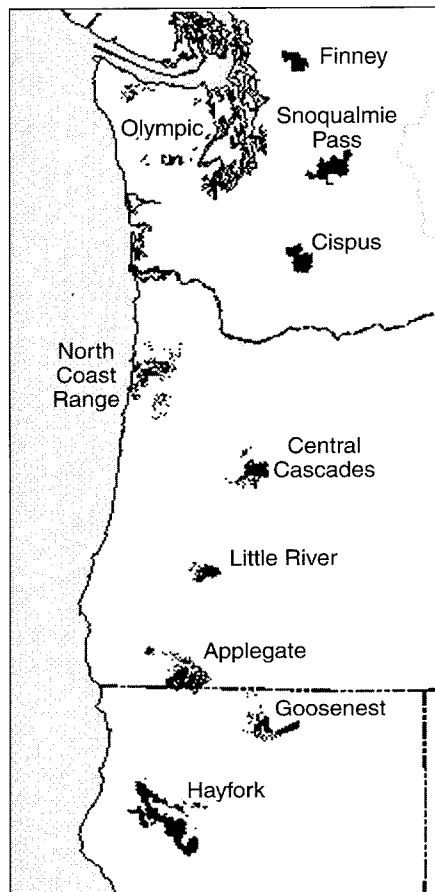 Finney
Snoqualmie
Pass
Olympic
Cispus
North
Coast
Range
Central
Cascades
Little River
Applegate
Goosenest
Hayfork